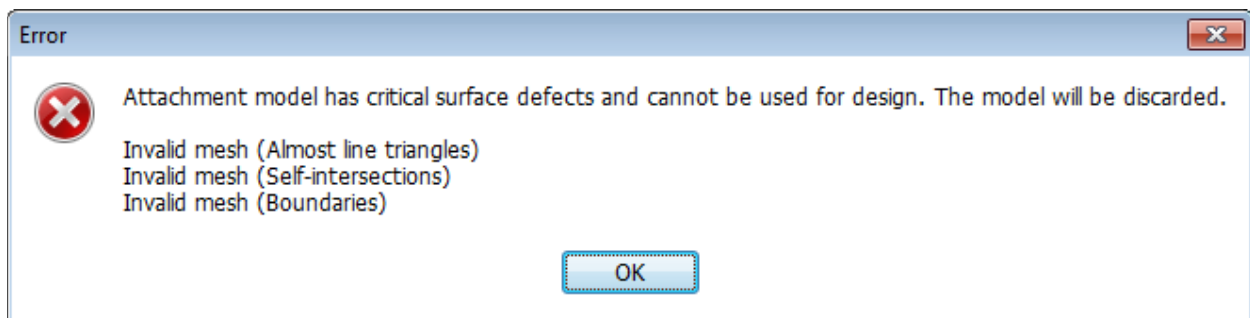 Error
Attachment model has critical surface defects and cannot be used for design. The model will be discarded.
Invalid mesh (Almost line triangles)
Invalid mesh (Self-intersections)
Invalid mesh (Boundaries)
OK